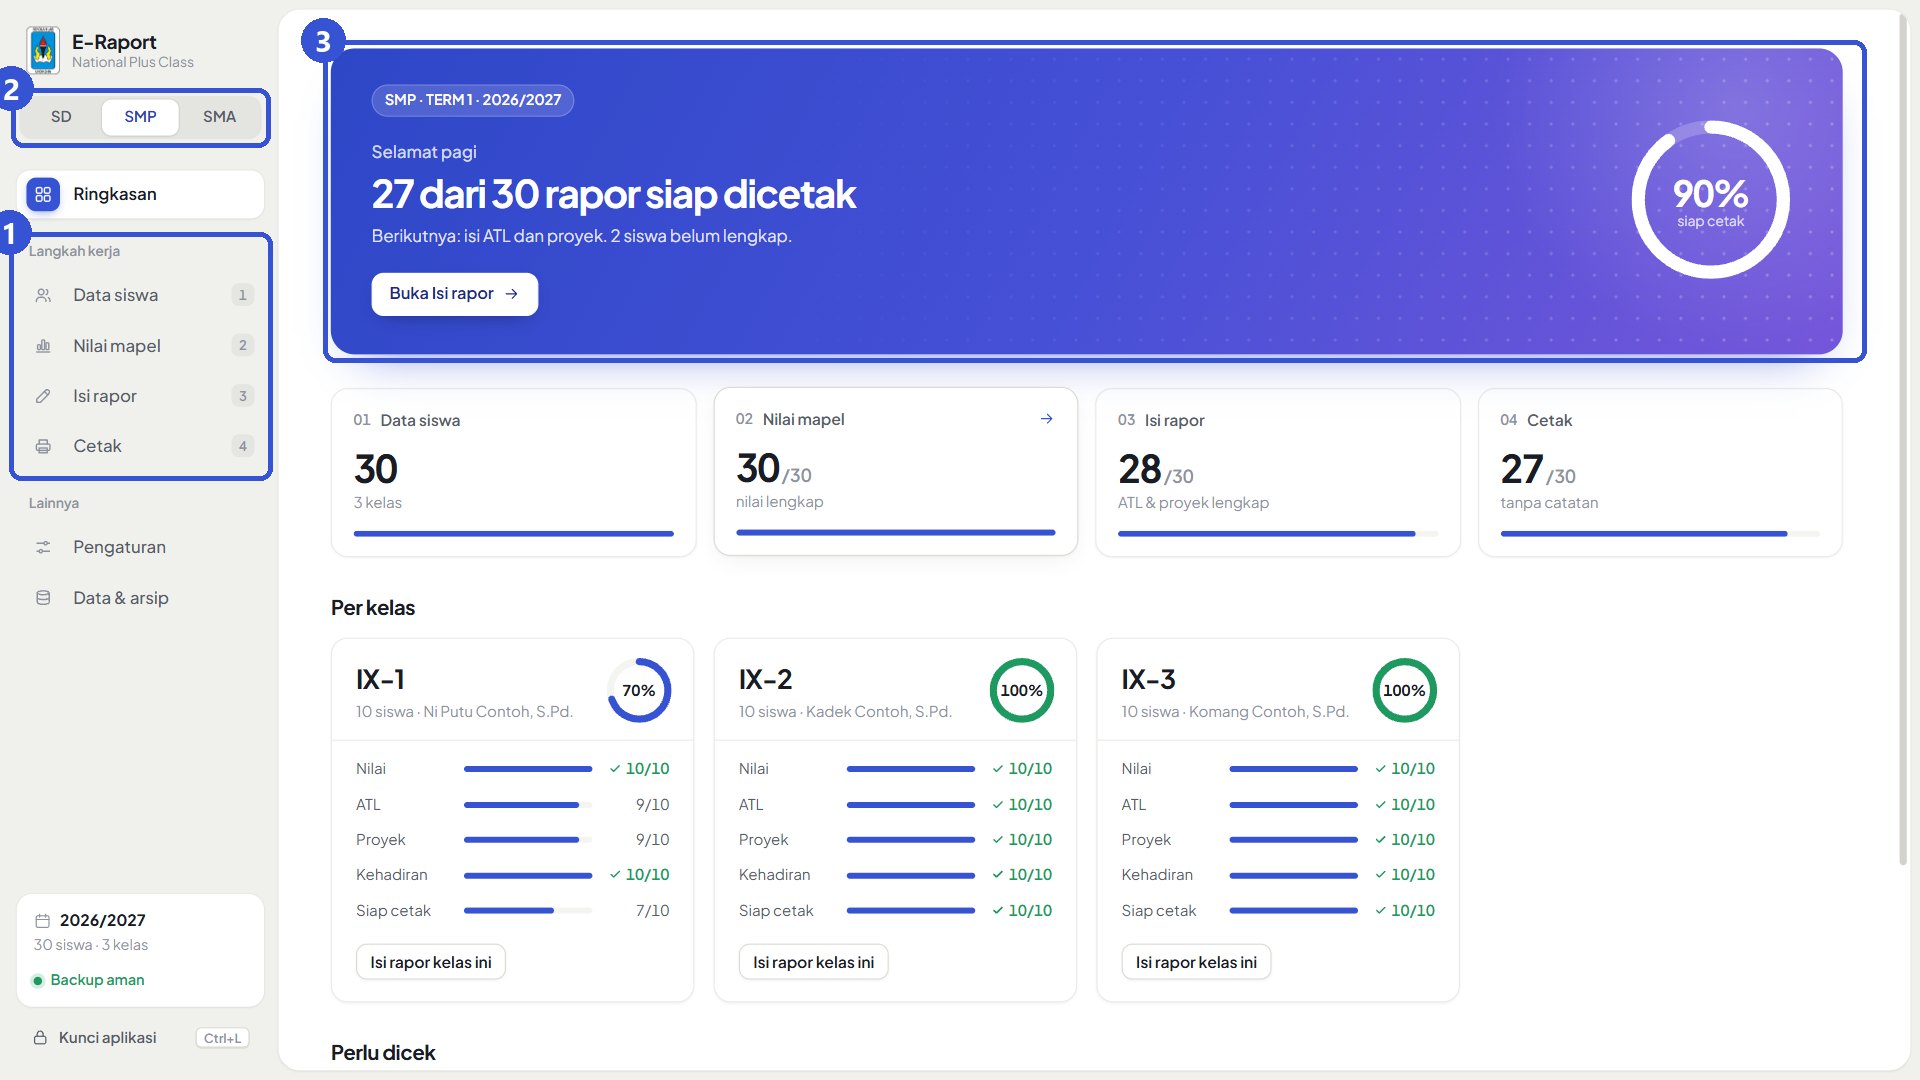 E-Raport
National Plus Class
2
SD SMP SMA
Ringkasan
1
Langkah kerja
Data siswa 1
Nilai mapel 2
Isi rapor 3
Cetak 4
Lainnya
Pengaturan
Data & arsip
2026/2027
30 siswa · 3 kelas
Backup aman
Kunci aplikasi Ctrl+L
3
SMP · TERM 1 · 2026/2027
Selamat pagi
27 dari 30 rapor siap dicetak
Berikutnya: isi ATL dan proyek. 2 siswa belum lengkap.
Buka Isi rapor →
90%
siap cetak
01 Data siswa
30
3 kelas
02 Nilai mapel →
30/30
nilai lengkap
03 Isi rapor
28/30
ATL & proyek lengkap
04 Cetak
27/30
tanpa catatan
Per kelas
IX-1
10 siswa · Ni Putu Contoh, S.Pd.
70%
Nilai ✓ 10/10
ATL 9/10
Proyek 9/10
Kehadiran ✓ 10/10
Siap cetak 7/10
Isi rapor kelas ini
IX-2
10 siswa · Kadek Contoh, S.Pd.
100%
Nilai ✓ 10/10
ATL ✓ 10/10
Proyek ✓ 10/10
Kehadiran ✓ 10/10
Siap cetak ✓ 10/10
Isi rapor kelas ini
IX-3
10 siswa · Komang Contoh, S.Pd.
100%
Nilai ✓ 10/10
ATL ✓ 10/10
Proyek ✓ 10/10
Kehadiran ✓ 10/10
Siap cetak ✓ 10/10
Isi rapor kelas ini
Perlu dicek